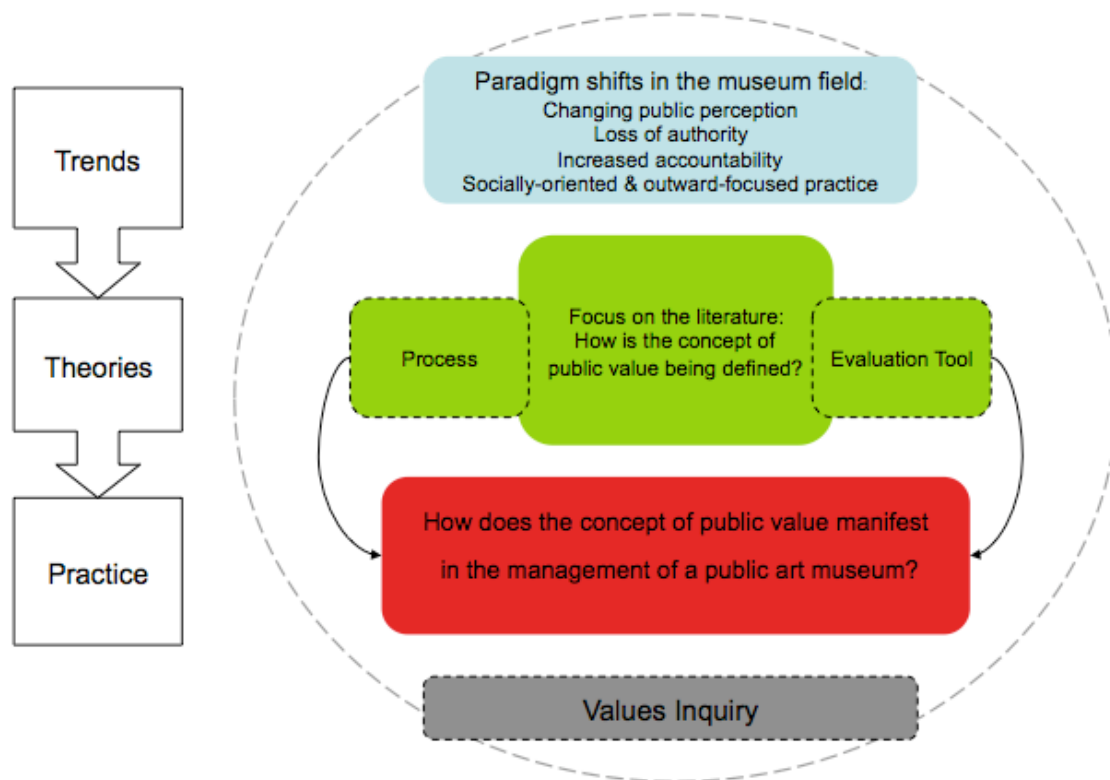 Trends
Theories
Practice
Paradigm shifts in the museum field:
Changing public perception
Loss of authority
Increased accountability
Socially-oriented & outward-focused practice
Process
Focus on the literature:
How is the concept of
public value being defined?
Evaluation Tool
How does the concept of public value manifest
in the management of a public art museum?
Values Inquiry